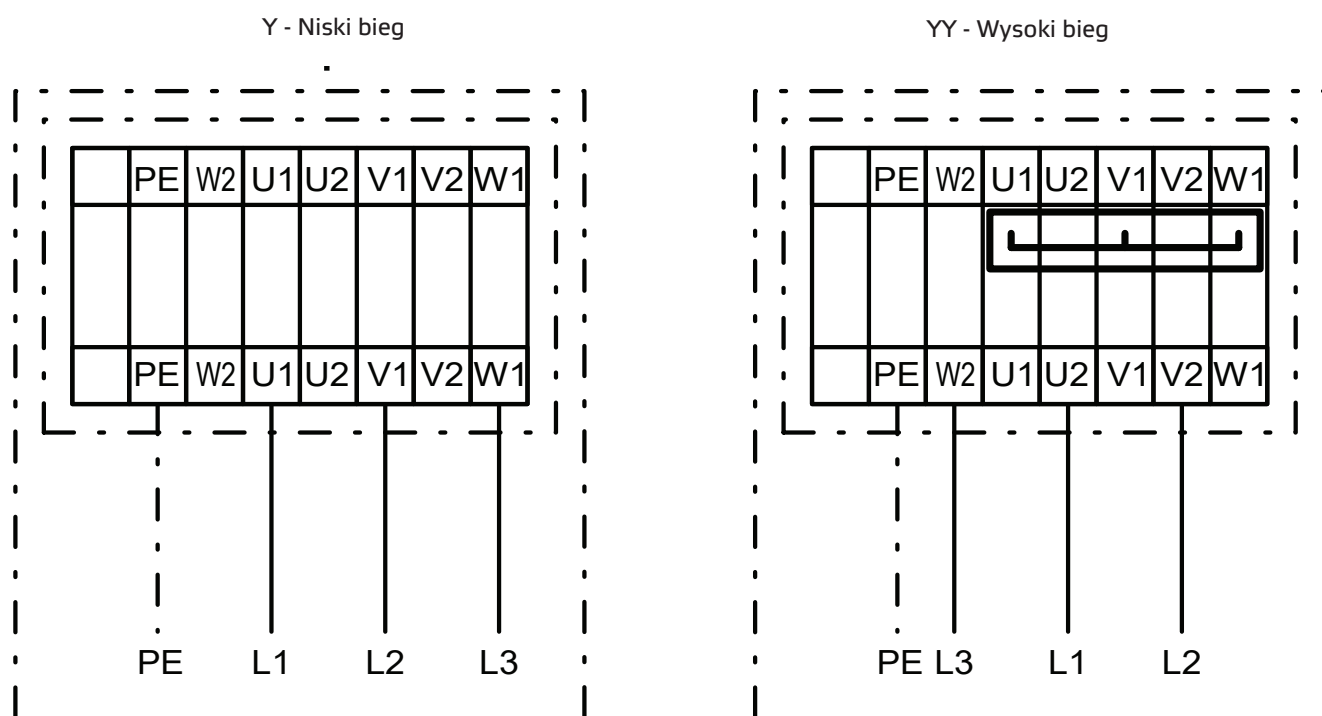 Y - Niski bieg
PE W2 U1 U2 V1 V2 W1
PE W2 U1 U2 V1 V2 W1
PE L1 L2 L3
YY - Wysoki bieg
PE W2 U1 U2 V1 V2 W1
PE W2 U1 U2 V1 V2 W1
PE L3 L1 L2